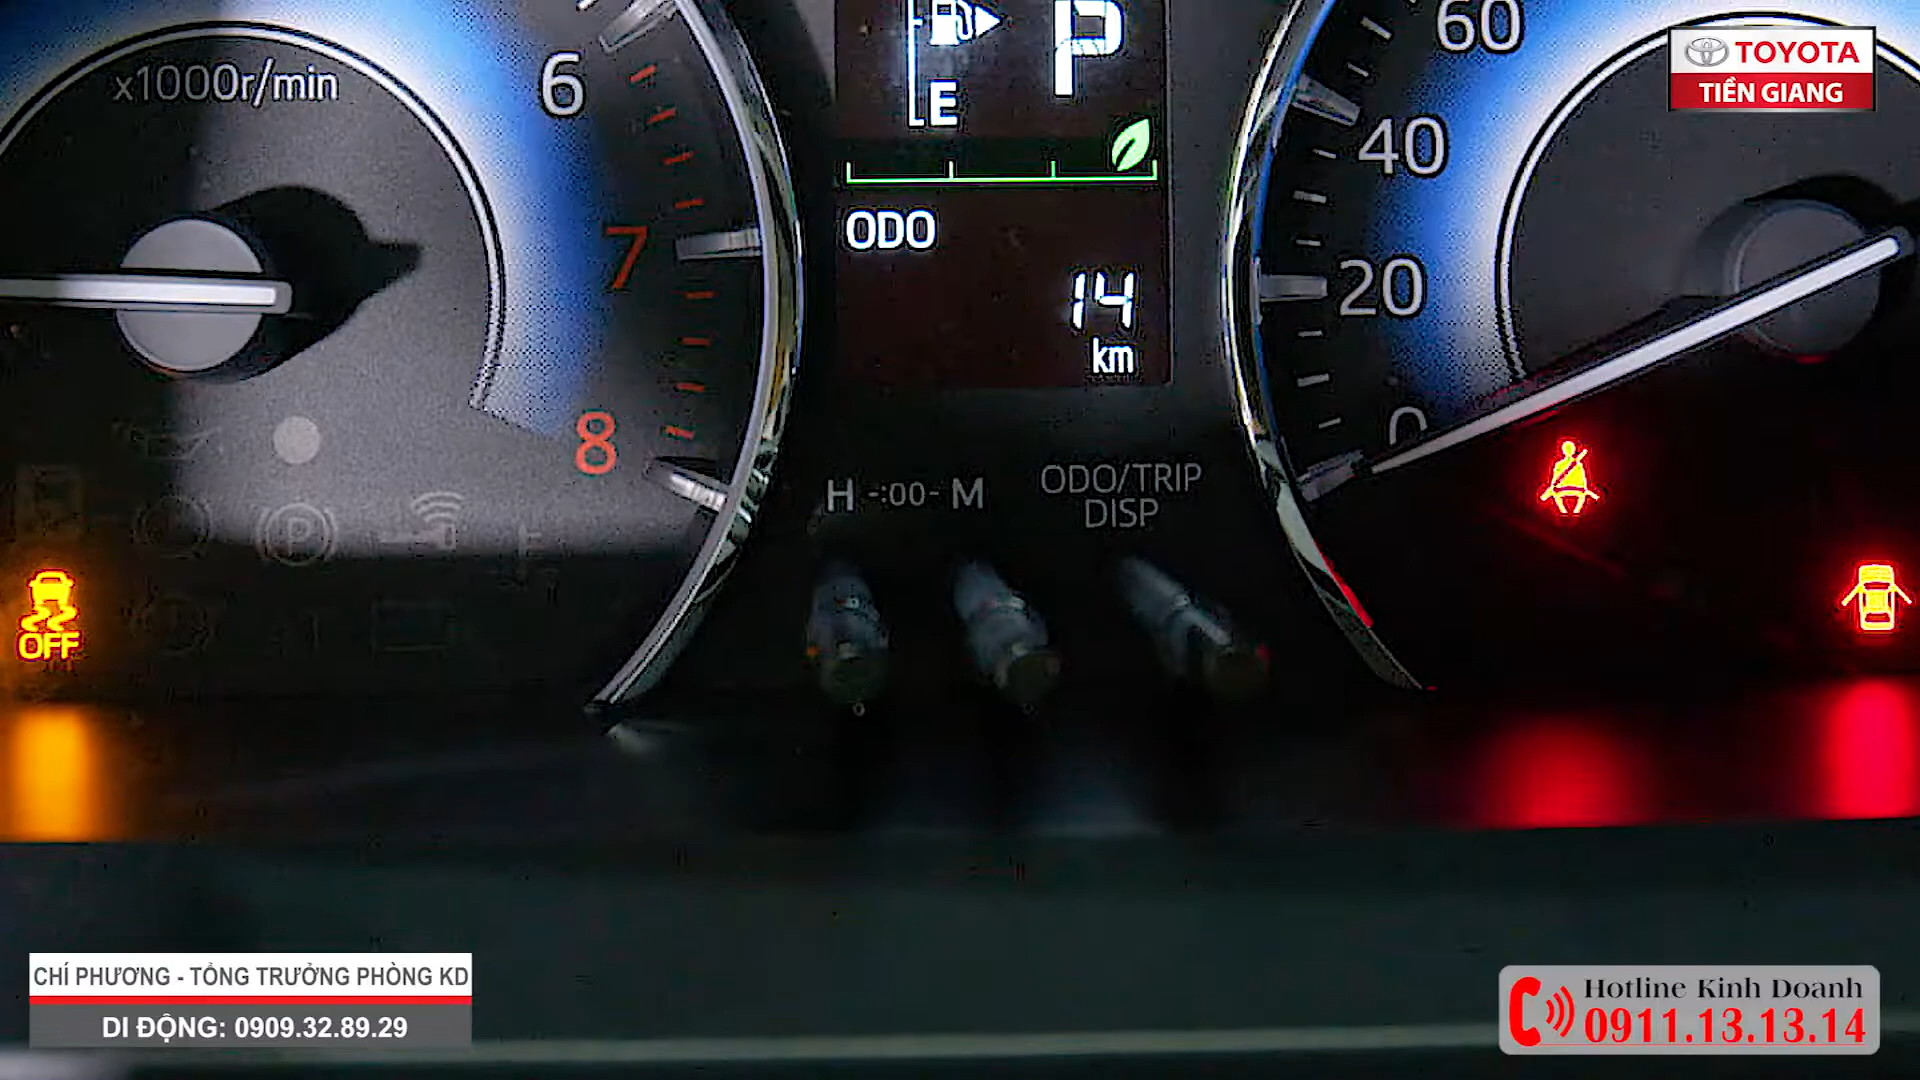 x1000r/min
6
7
8
E
P
ODO
14
km
H -:00- M
ODO/TRIP
DISP
60
40
20
0
OFF
P
TOYOTA
TIỀN GIANG
CHÍ PHƯƠNG - TỔNG TRƯỞNG PHÒNG KD
DI ĐỘNG: 0909.32.89.29
Hotline Kinh Doanh
0911.13.13.14